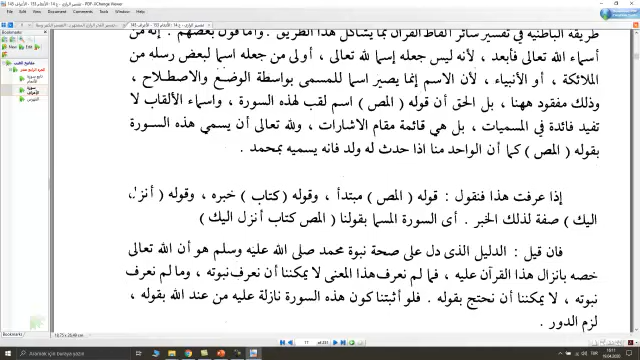 طريقة الباطنية في تفسير سائر ألفاظ القرآن بما يشاكل هذا الطريق. وأما قول بعضهم: إنه من
أسماء الله تعالى فأبعد، لأنه ليس جعله إسما لله تعالى، أولى من جعله اسما لبعض رسله من
الملائكة، أو الأنبياء، لأن الاسم إنما يصير اسما للمسمى بواسطة الوضع والاصطلاح،
وذلك مفقود ههنا، بل الحق أن قوله (المص) اسم لقب لهذه السورة، وأسماء الألقاب لا
تفيد فائدة في المسميات، بل هي قائمة مقام الاشارات، ولله تعالى أن يسمي هذه السورة
بقوله (المص) كما أن الواحد منا اذا حدث له ولد فانه يسميه بمحمد.
إذا عرفت هذا فنقول: قوله (المص) مبتدأ، وقوله (كتاب) خبره، وقوله (أنزل
اليك) صفة لذلك الخبر. أى السورة المسماة بقولنا (المص كتاب أنزل اليك)
فان قيل: الدليل الذى دل على صحة نبوة محمد صلى الله عليه وسلم هو أن الله تعالى
خصه بانزال هذا القرآن عليه، فما لم نعرف هذا المعنى لا يمكننا أن نعرف نبوته، وما لم نعرف
نبوته، لا يمكننا أن نحتج بقوله. فلو أثبتنا كون هذه السورة نازلة عليه من عند الله بقوله،
لزم الدور.
Aramak için buraya yazın